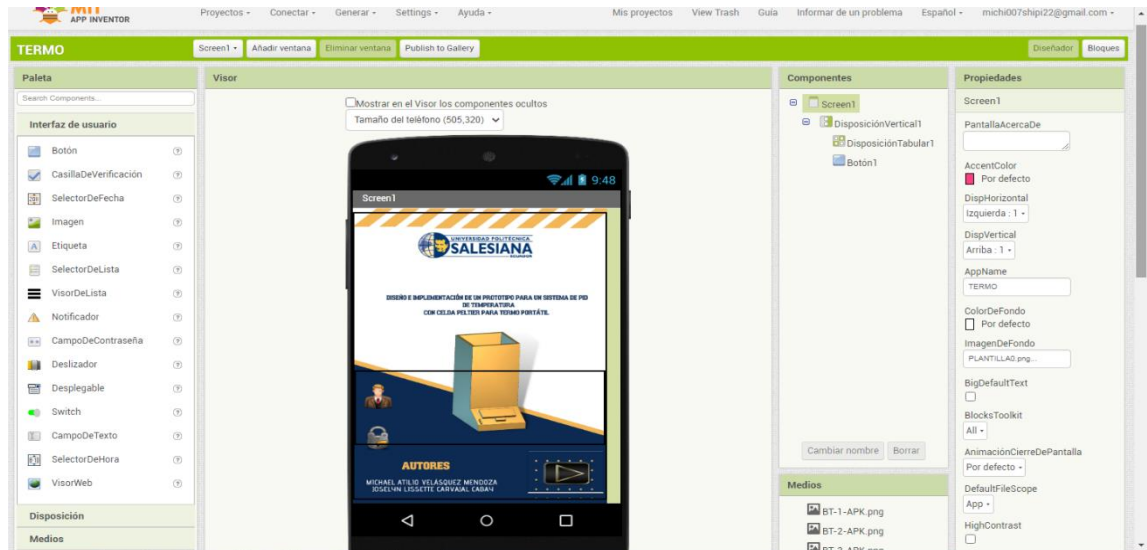 MIT
APP INVENTOR
Proyectos Conectar Generar Settings Ayuda Mis proyectos View Trash Guía Informar de un problema Español michi007shipi22@gmail.com
TERMO
Screen1 Añadir ventana Eliminar ventana Publish to Gallery Diseñador Bloques
Paleta
Search Components...
Interfaz de usuario
Botón
CasillaDeVerificación
SelectorDeFecha
Imagen
Etiqueta
SelectorDeLista
VisorDeLista
Notificador
CampoDeContraseña
Deslizador
Desplegable
Switch
CampoDeTexto
SelectorDeHora
VisorWeb
Disposición
Medios
Visor
Mostrar en el Visor los componentes ocultos
Tamaño del teléfono (505,320)
9:48
Screen1
UNIVERSIDAD POLITÉCNICA
SALESIANA
ECUADOR
DISEÑO E IMPLEMENTACIÓN DE UN PROTOTIPO PARA UN SISTEMA DE PID
DE TEMPERATURA
CON CELDA PELTIER PARA TERMO PORTÁTIL.
AUTORES
MICHAEL ATILIO VELÁSQUEZ MENDOZA
JOSELYN LISSETTE CARVAJAL CABAY
Componentes
Screen1
DisposiciónVertical1
DisposiciónTabular1
Botón1
Cambiar nombre Borrar
Medios
BT-1-APK.png
BT-2-APK.png
Propiedades
Screen1
PantallaAcercaDe
AccentColor
Por defecto
DispHorizontal
Izquierda : 1
DispVertical
Arriba : 1
AppName
TERMO
ColorDeFondo
Por defecto
ImagenDeFondo
PLANTILLA0.png...
BigDefaultText
BlocksToolkit
All
AnimaciónCierreDePantalla
Por defecto
DefaultFileScope
App
HighContrast